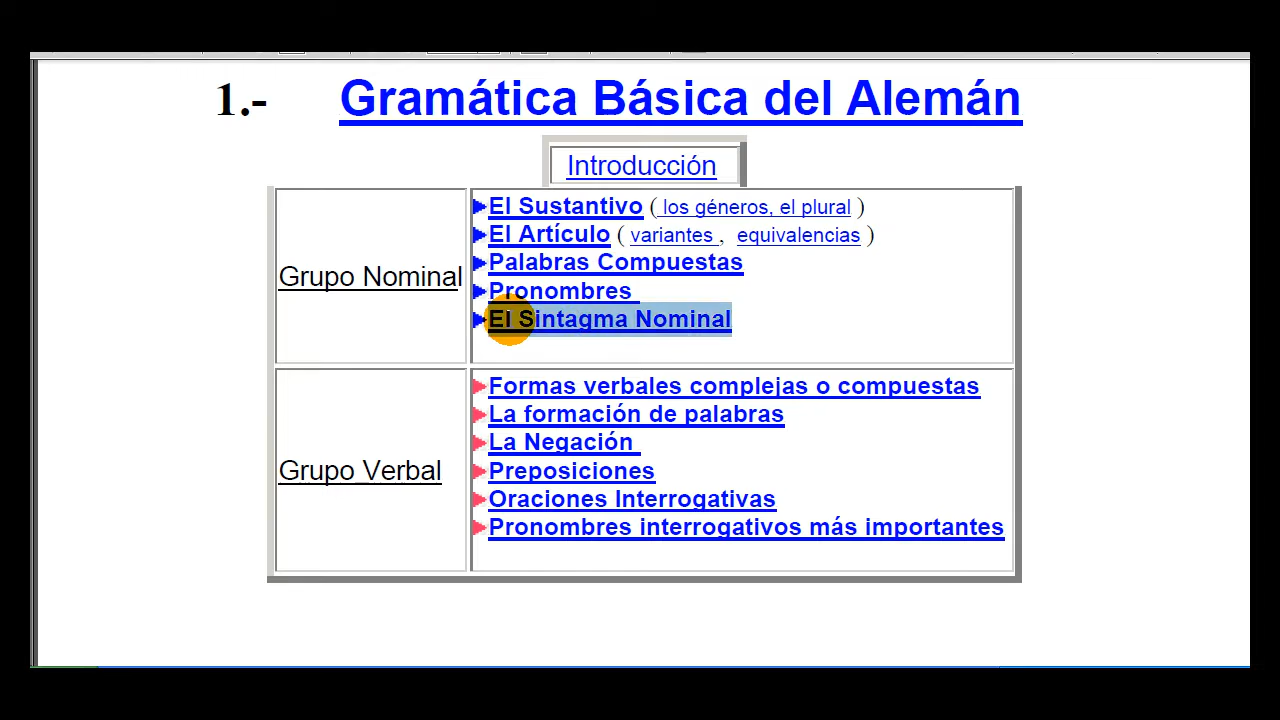 1.- Gramática Básica del Alemán
Introducción
Grupo Nominal
El Sustantivo ( los géneros, el plural )
El Artículo ( variantes , equivalencias )
Palabras Compuestas
Pronombres
El Sintagma Nominal
Grupo Verbal
Formas verbales complejas o compuestas
La formación de palabras
La Negación
Preposiciones
Oraciones Interrogativas
Pronombres interrogativos más importantes